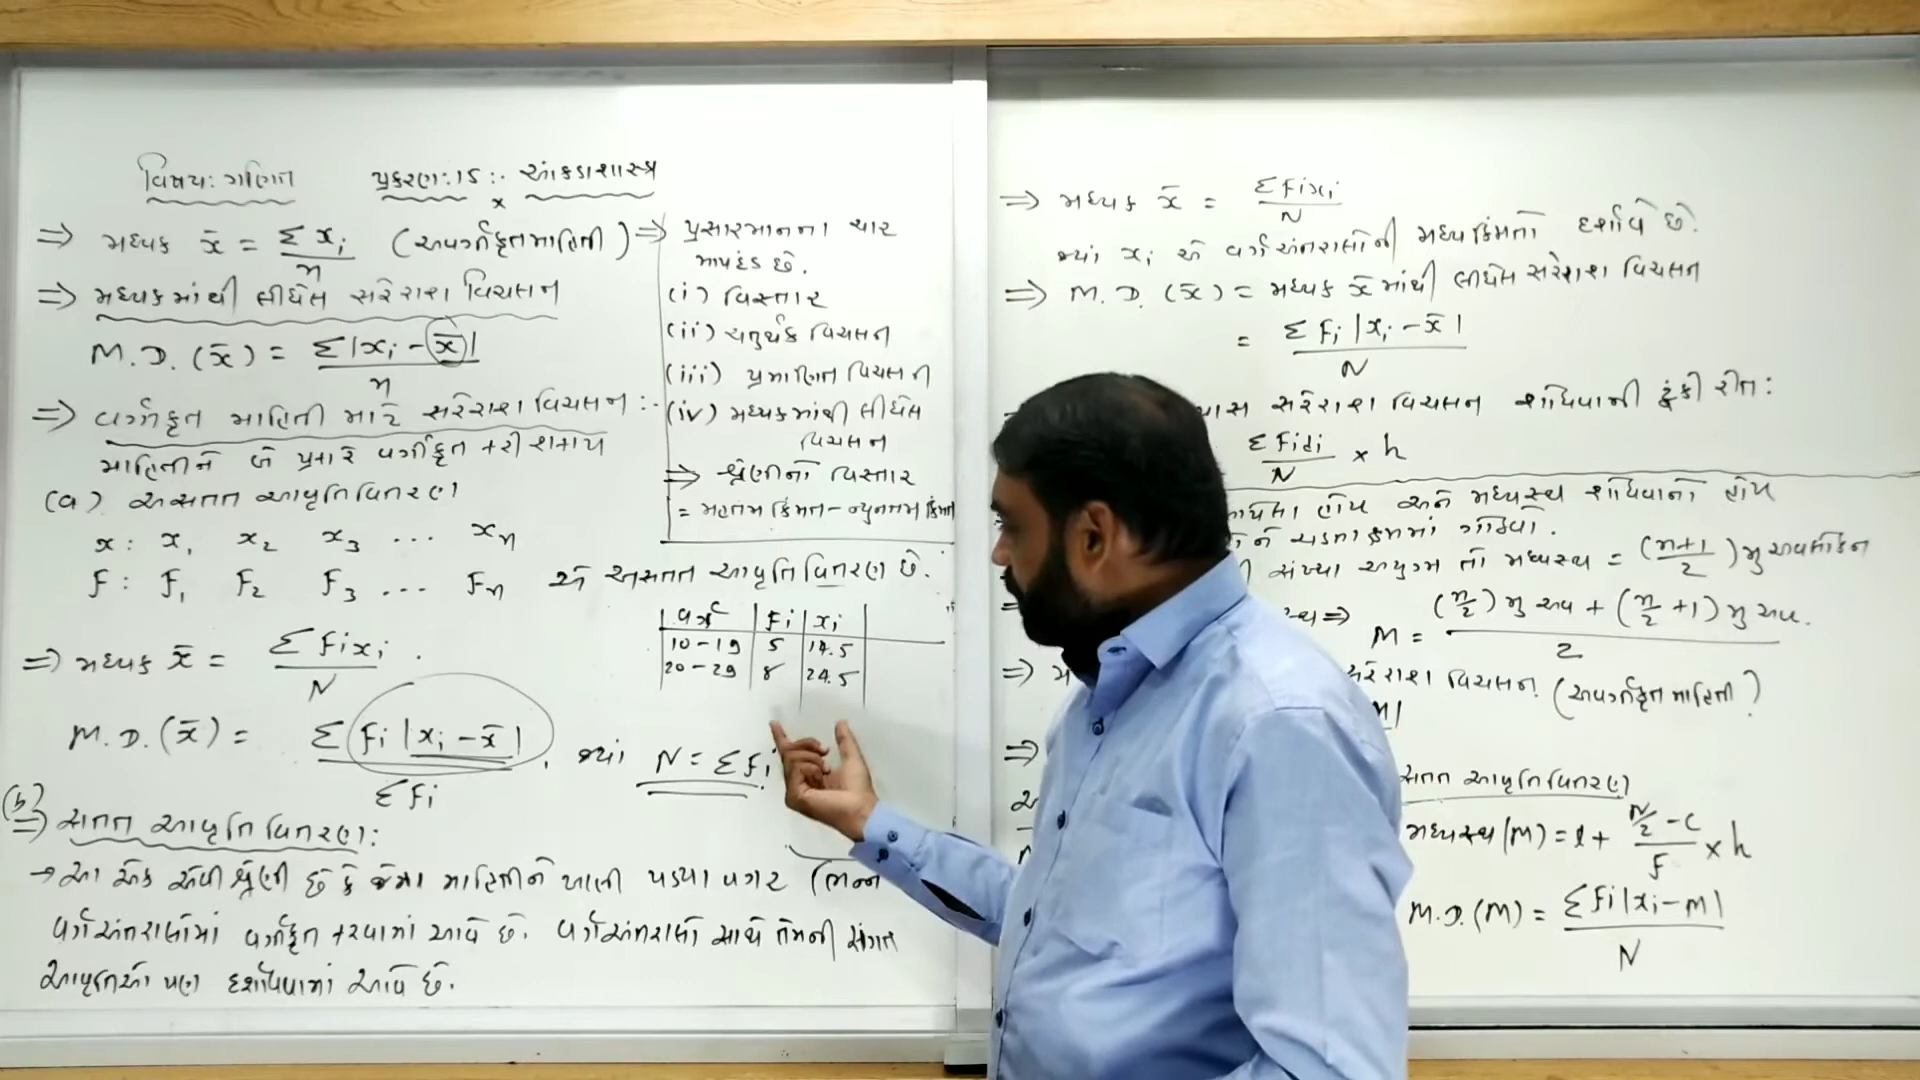 વિષય: ગણિત પ્રકરણ:15 :- આંકડાશાસ્ત્ર
⇒ મધ્યક x̄ = Σxᵢ / n (અવર્ગીકૃત માહિતી)
⇒ મધ્યકમાંથી લીધેલ સરેરાશ વિચલન
M.D.(x̄) = Σ|xᵢ - x̄| / n
⇒ વર્ગીકૃત માહિતી માટે સરેરાશ વિચલન :-
માહિતીને બે પ્રકારે વર્ગીકૃત કરી શકાય
(a) અસતત આવૃત્તિ વિતરણ
x : x₁ x₂ x₃ ... xₙ
F : F₁ F₂ F₃ ... Fₙ એ અસતત આવૃત્તિ વિતરણ છે.
⇒ મધ્યક x̄ = ΣFᵢxᵢ / N .
M.D.(x̄) = ΣFᵢ|xᵢ - x̄| / ΣFᵢ , જ્યાં N = ΣFᵢ
(b) ⇒ સતત આવૃત્તિ વિતરણ:
→ આ એક એવી શ્રેણી છે કે જેમાં માહિતીને ખાલી પડ્યા વગર ભિન્ન
વર્ગઅંતરાલોમાં વર્ગીકૃત કરવામાં આવે છે. વર્ગઅંતરાલો સાથે તેમની સંગત
આવૃત્તિઓ પણ દર્શાવવામાં આવે છે.
⇒ પ્રસારમાનના ચાર
માપદંડ છે.
(i) વિસ્તાર
(ii) ચતુર્થક વિચલન
(iii) પ્રમાણિત વિચલન
(iv) મધ્યકમાંથી લીધેલ
વિચલન
⇒ શ્રેણીનો વિસ્તાર
= મહત્તમ કિંમત - ન્યુનતમ કિંમત
વર્ગ Fᵢ xᵢ
10-19 5 14.5
20-29 8 24.5
⇒ મધ્યક x̄ = ΣFᵢxᵢ / N
જ્યાં xᵢ એ વર્ગઅંતરાલોની મધ્યકિંમતો દર્શાવે છે.
⇒ M.D.(x̄) = મધ્યક x̄ માંથી લીધેલ સરેરાશ વિચલન
= ΣFᵢ|xᵢ - x̄| / N
સરેરાશ વિચલન શોધવાની ટૂંકી રીત:
ΣFᵢdᵢ / N × h
હોય અને મધ્યસ્થ શોધવાનો હોય
ચડતા ક્રમમાં ગોઠવો.
સંખ્યા અયુગ્મ તો મધ્યસ્થ = (n+1 / 2) મુ અવલોકન
⇒ M = (n/2) મુ અવ + (n/2 + 1) મુ અવ. / 2
સરેરાશ વિચલન (અવર્ગીકૃત માહિતી)
આવૃત્તિ વિતરણ
મધ્યસ્થ (M) = l + (N/2 - C) / F × h
M.D.(M) = ΣFᵢ|xᵢ - M| / N